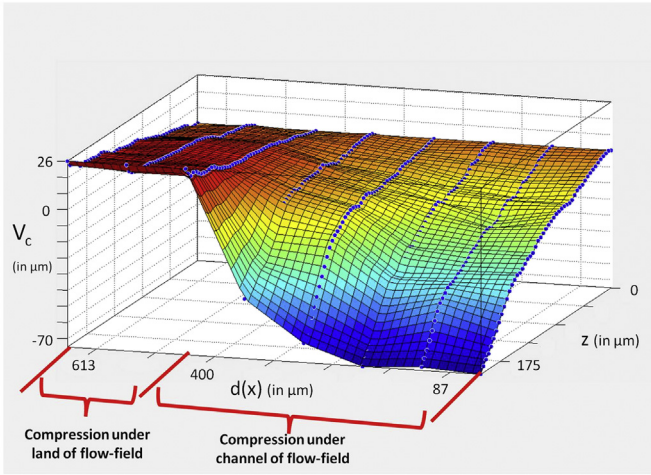 26
0
V_c
(in μm)
-70
613
400
d(x) (in μm)
87
175
z (in μm)
0
Compression under
land of flow-field
Compression under
channel of flow-field